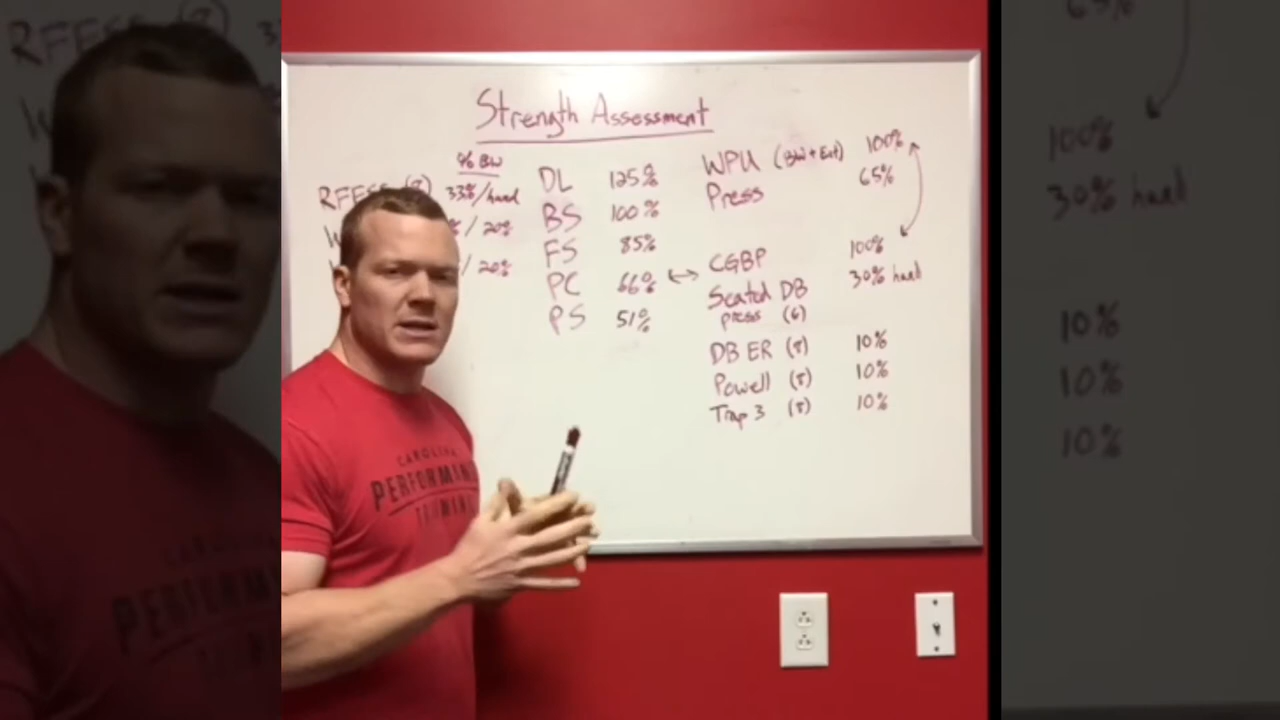 Strength Assessment
% BW
RFESS (8) 33%/hand
% / 20%
/ 20%
DL 125%
BS 100%
FS 85%
PC 66%
PS 51%
WPU (BW+Ext) 100%
Press 65%
CGBP 100%
Seated DB 30% hand
press (6)
DB ER (8) 10%
Powell (8) 10%
Trap 3 (8) 10%
CAROLINA
PERFORMANCE
TRAINING
65%
100%
30% hand
10%
10%
10%